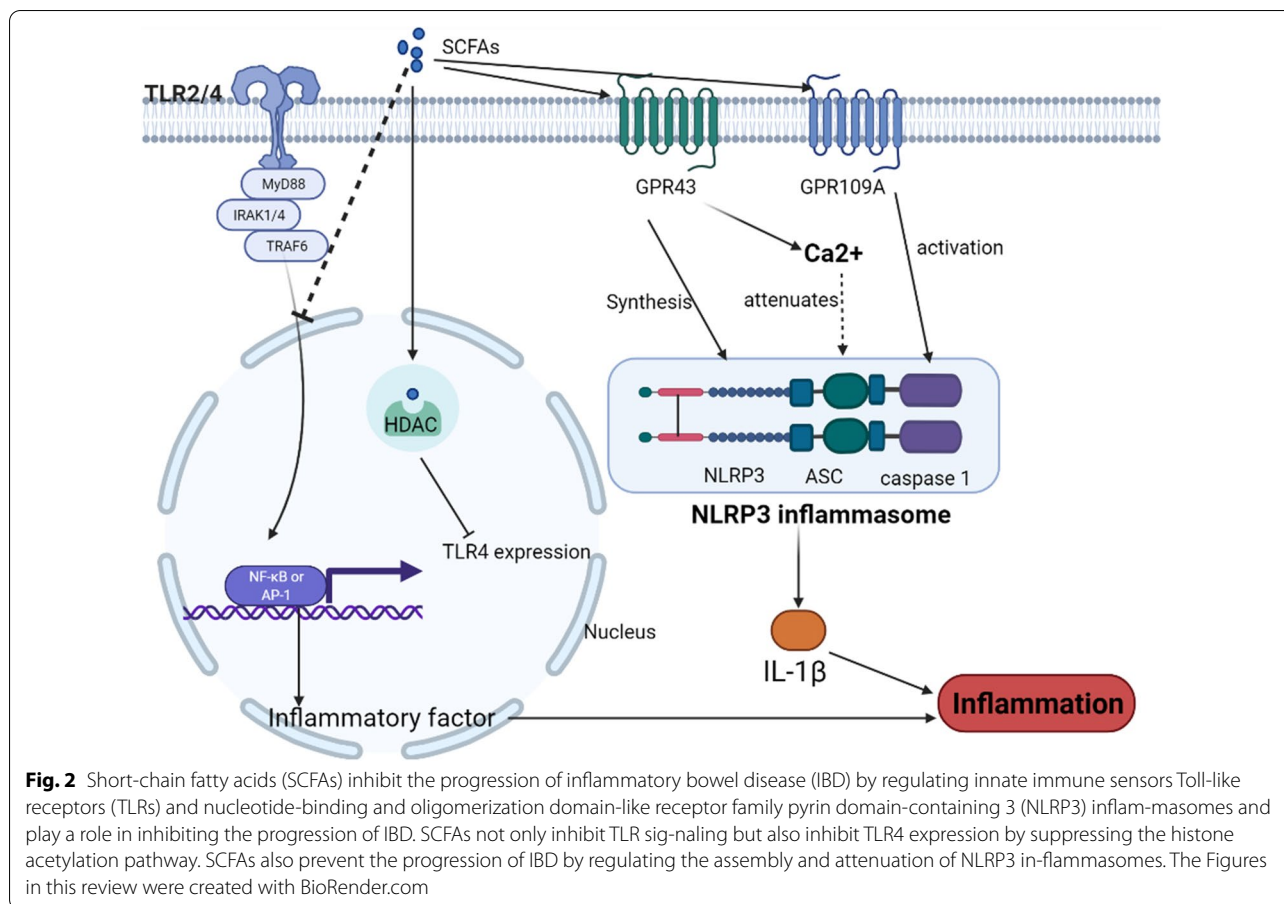 SCFAs
TLR2/4
MyD88
IRAK1/4
TRAF6
GPR43
GPR109A
Ca2+
activation
Synthesis
attenuates
HDAC
NLRP3
ASC
caspase 1
NLRP3 inflammasome
TLR4 expression
NF-κB or
AP-1
Nucleus
IL-1β
Inflammatory factor
Inflammation
Fig. 2 Short-chain fatty acids (SCFAs) inhibit the progression of inflammatory bowel disease (IBD) by regulating innate immune sensors Toll-like
receptors (TLRs) and nucleotide-binding and oligomerization domain-like receptor family pyrin domain-containing 3 (NLRP3) inflam-masomes and
play a role in inhibiting the progression of IBD. SCFAs not only inhibit TLR sig-naling but also inhibit TLR4 expression by suppressing the histone
acetylation pathway. SCFAs also prevent the progression of IBD by regulating the assembly and attenuation of NLRP3 in-flammasomes. The Figures
in this review were created with BioRender.com